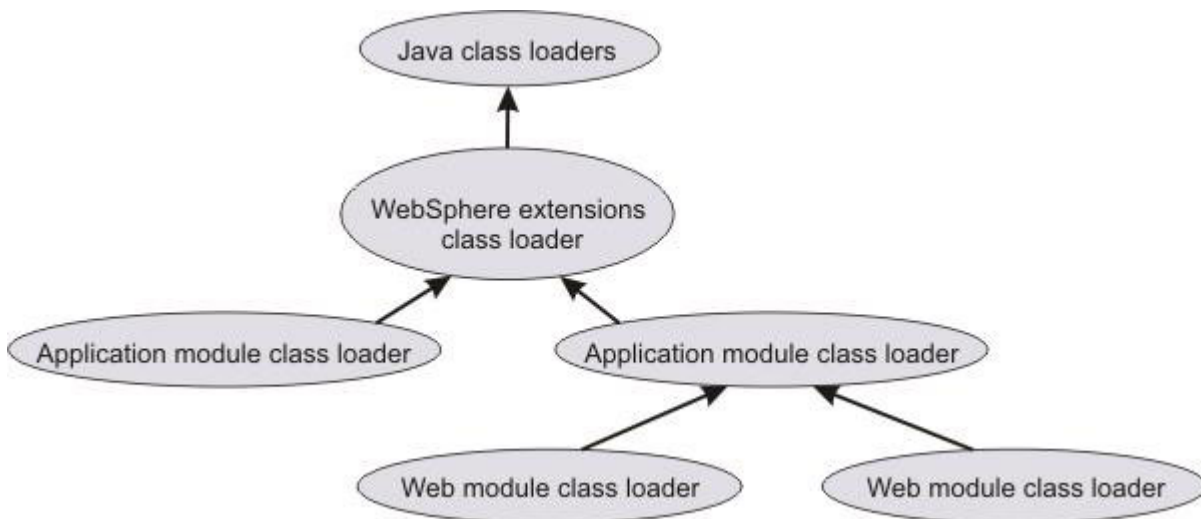 Java class loaders
WebSphere extensions
class loader
Application module class loader
Application module class loader
Web module class loader
Web module class loader